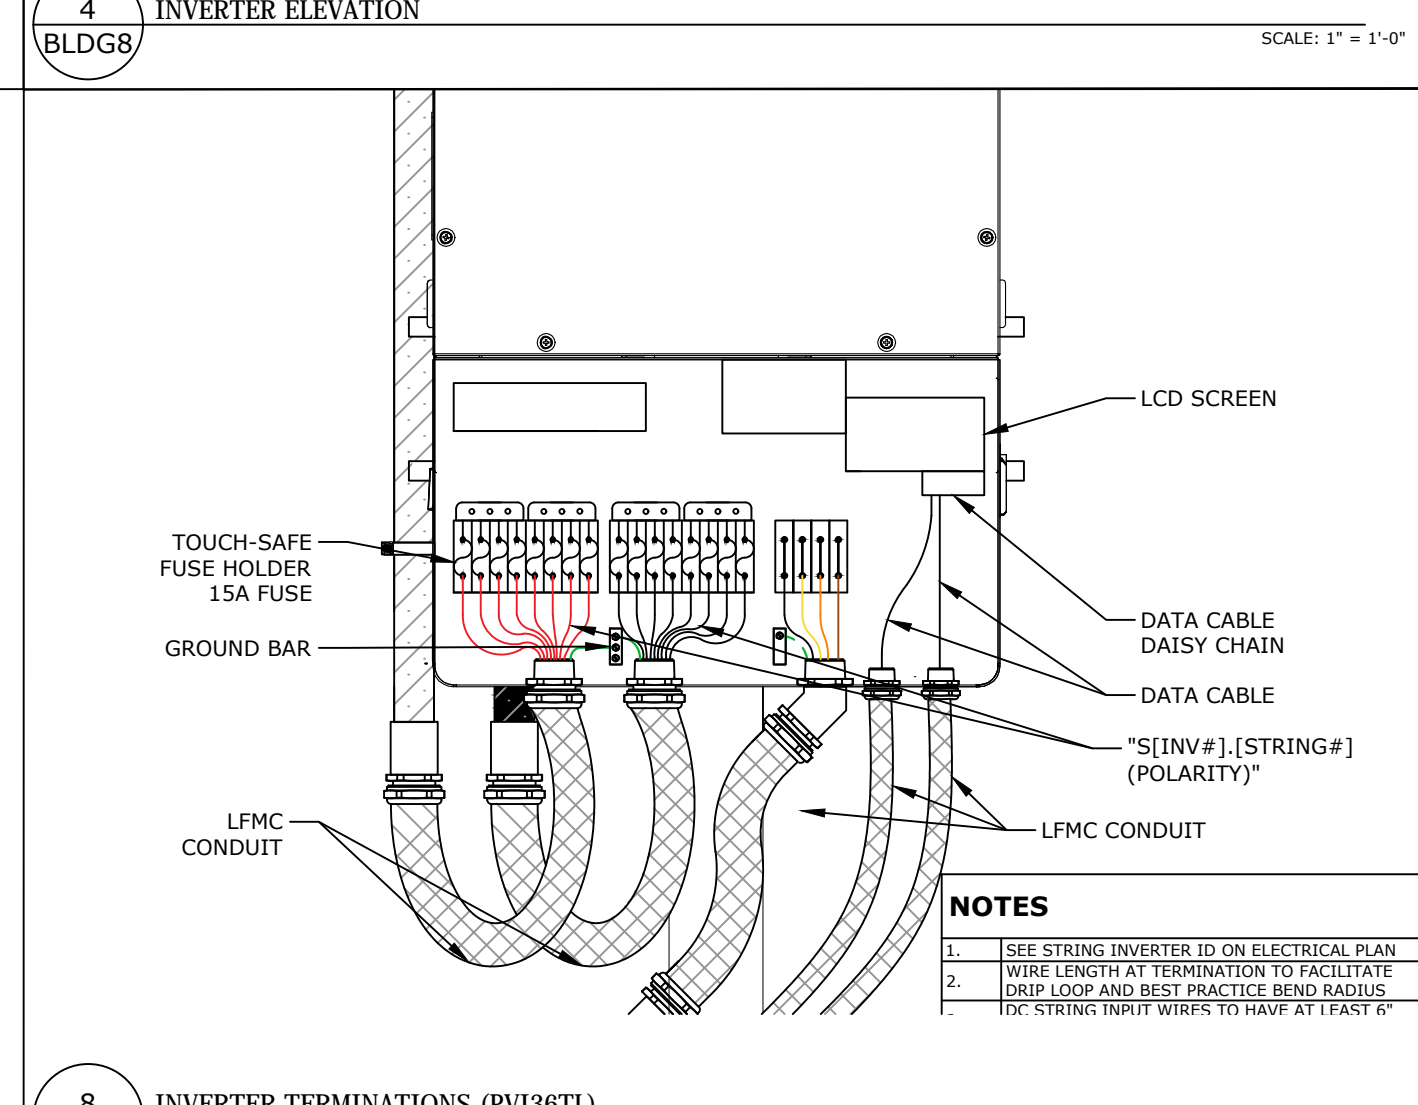 4
INVERTER ELEVATION
BLDG8
SCALE: 1" = 1'-0"
LCD SCREEN
TOUCH-SAFE
FUSE HOLDER
15A FUSE
GROUND BAR
DATA CABLE
DAISY CHAIN
DATA CABLE
"S[INV#].[STRING#]
(POLARITY)"
LFMC
CONDUIT
LFMC CONDUIT
NOTES
1. SEE STRING INVERTER ID ON ELECTRICAL PLAN
2. WIRE LENGTH AT TERMINATION TO FACILITATE
DRIP LOOP AND BEST PRACTICE BEND RADIUS
DC STRING INPUT WIRES TO HAVE AT LEAST 6"
8
INVERTER TERMINATIONS (PVI36TL)